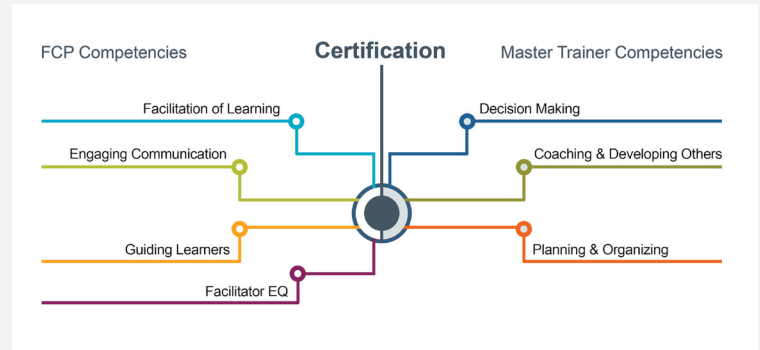 FCP Competencies
Certification
Master Trainer Competencies
Facilitation of Learning
Decision Making
Engaging Communication
Coaching & Developing Others
Guiding Learners
Planning & Organizing
Facilitator EQ